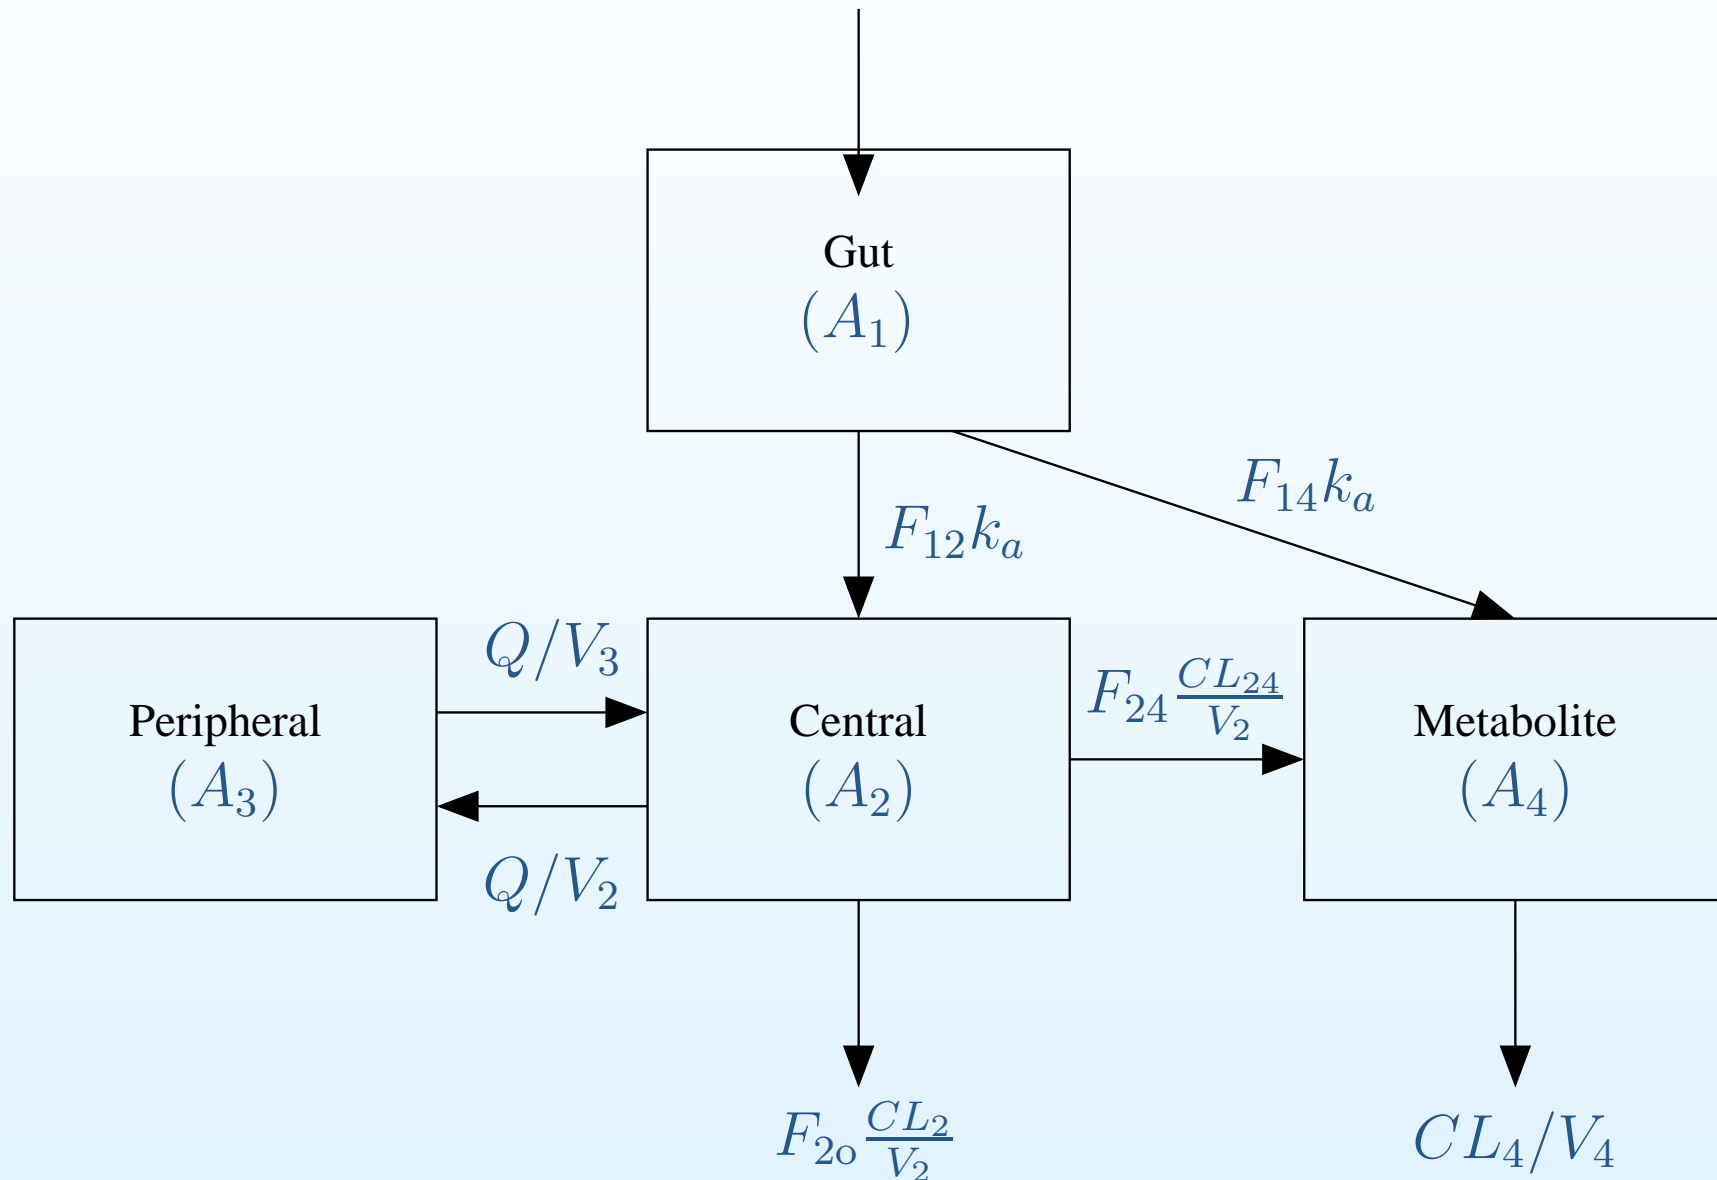 Gut
(A₁)
F₁₄kₐ
F₁₂kₐ
Q/V₃
F₂₄ CL₂₄/V₂
Peripheral
(A₃)
Central
(A₂)
Metabolite
(A₄)
Q/V₂
F₂ₒ CL₂/V₂
CL₄/V₄